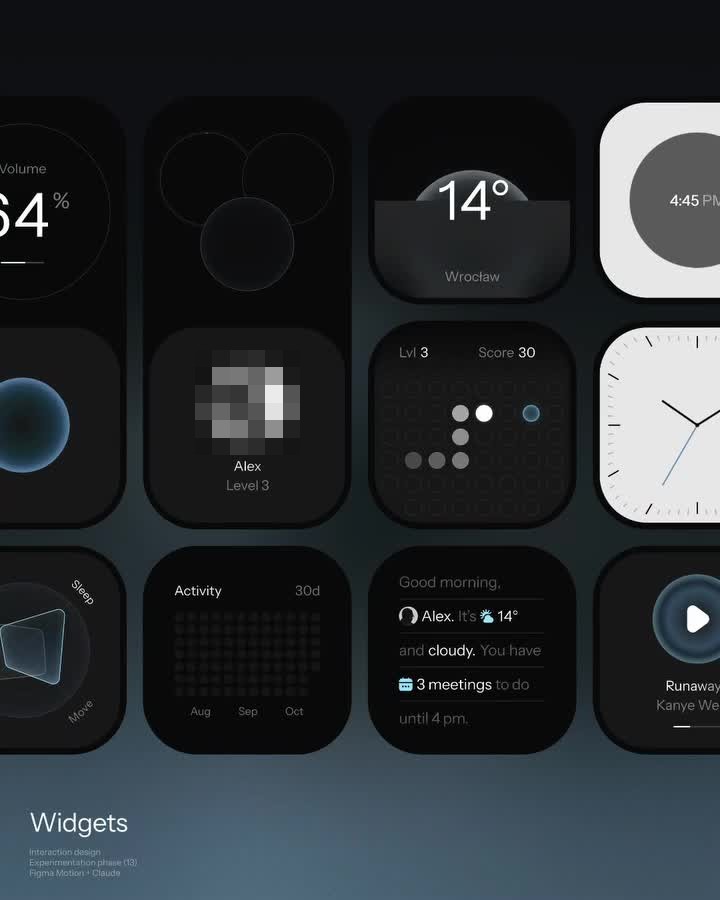 Volume
64%
14°
Wrocław
4:45 PM
Alex
Level 3
Lvl 3
Score 30
Sleep
Move
Activity
30d
Aug Sep Oct
Good morning,
Alex. It's 14°
and cloudy. You have
3 meetings to do
until 4 pm.
Runaway
Kanye We
Widgets
Interaction design
Experimentation phase (13)
Figma Motion + Claude